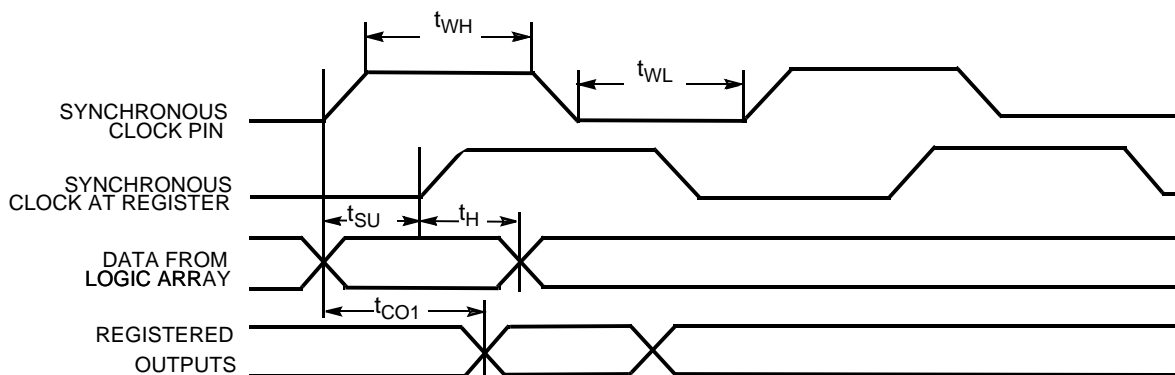 tWH
tWL
SYNCHRONOUS
CLOCK PIN
SYNCHRONOUS
CLOCK AT REGISTER
tSU
tH
DATA FROM
LOGIC ARRAY
tCO1
REGISTERED
OUTPUTS